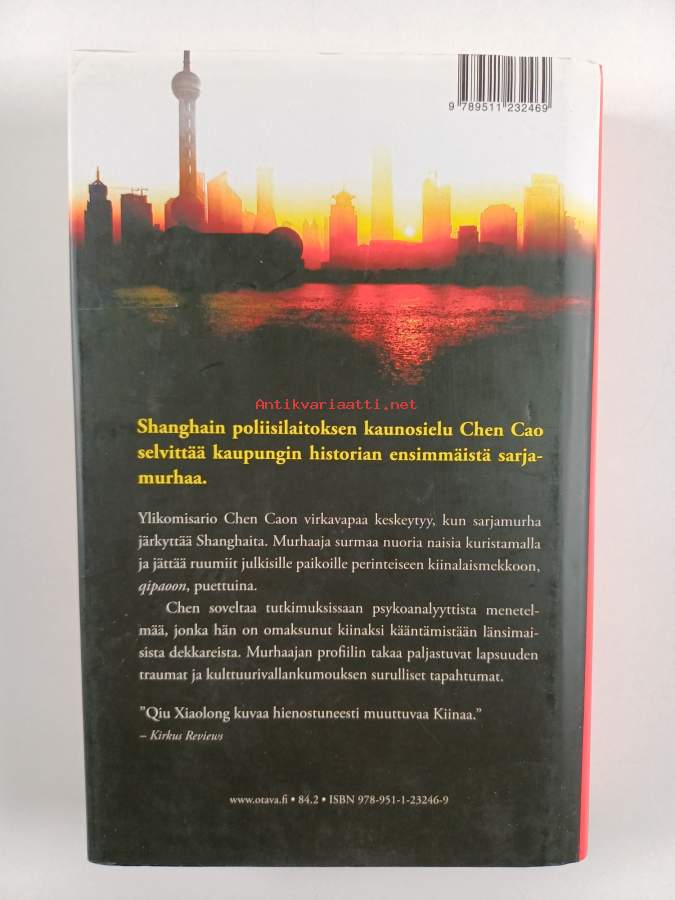 9 789511 232469
Antikvariaatti.net
Shanghain poliisilaitoksen kaunosielu Chen Cao
selvittää kaupungin historian ensimmäistä sarja-
murhaa.
Ylikomisario Chen Caon virkavapaa keskeytyy, kun sarjamurha
järkyttää Shanghaita. Murhaaja surmaa nuoria naisia kuristamalla
ja jättää ruumiit julkisille paikoille perinteiseen kiinalaismekkoon,
qipaoon, puettuina.
Chen soveltaa tutkimuksissaan psykoanalyyttista menetel-
mää, jonka hän on omaksunut kiinaksi kääntämistään länsimai-
sista dekkareista. Murhaajan profiilin takaa paljastuvat lapsuuden
traumat ja kulttuurivallankumouksen surulliset tapahtumat.
”Qiu Xiaolong kuvaa hienostuneesti muuttuvaa Kiinaa.”
– Kirkus Reviews
www.otava.fi • 84.2 • ISBN 978-951-1-23246-9